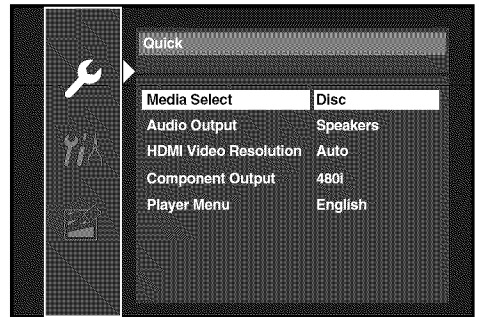 Quick
Media Select Disc
Audio Output Speakers
HDMI Video Resolution Auto
Component Output 480i
Player Menu English